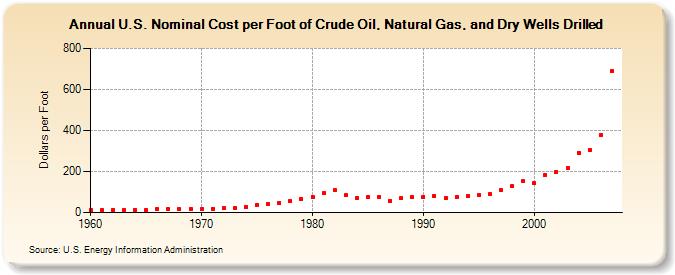 Annual U.S. Nominal Cost per Foot of Crude Oil, Natural Gas, and Dry Wells Drilled
Dollars per Foot
800
600
400
200
0
1960 1970 1980 1990 2000
Source: U.S. Energy Information Administration